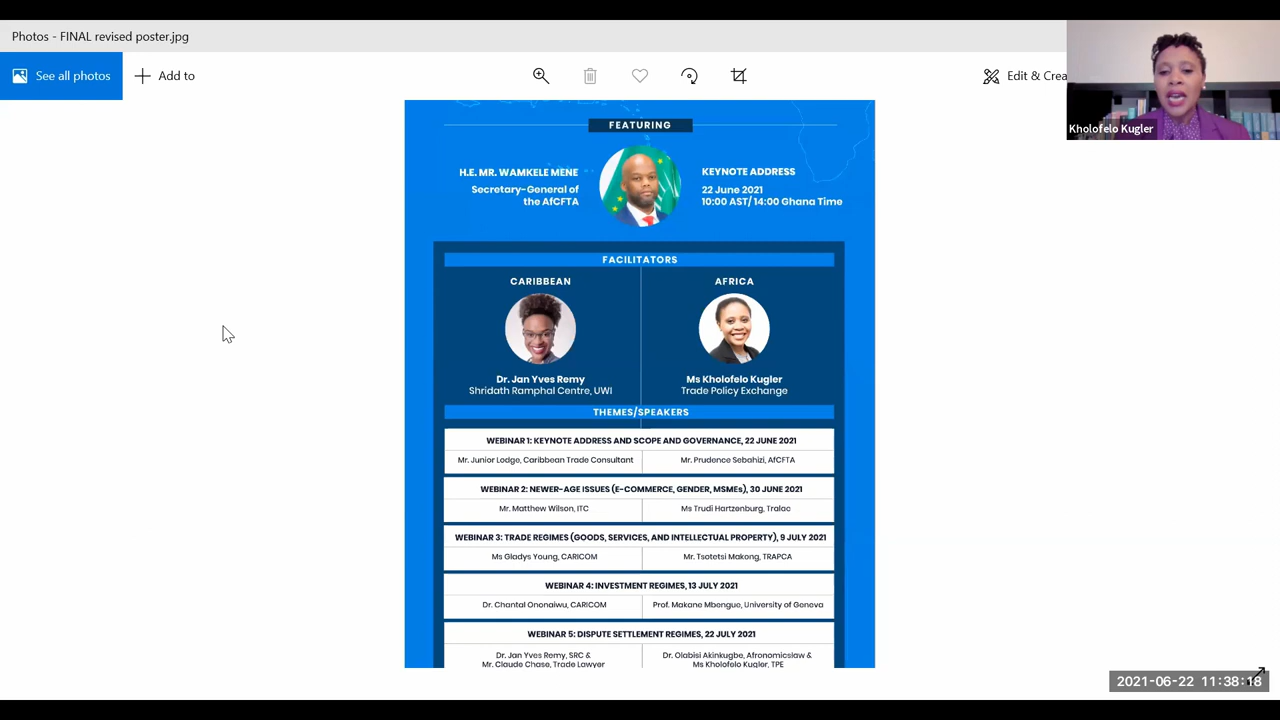 Photos - FINAL revised poster.jpg
See all photos
Add to
Edit & Crea
Kholofelo Kugler
FEATURING
H.E. MR. WAMKELE MENE
Secretary-General of
the AfCFTA
KEYNOTE ADDRESS
22 June 2021
10:00 AST/ 14:00 Ghana Time
FACILITATORS
CARIBBEAN
AFRICA
Dr. Jan Yves Remy
Shridath Ramphal Centre, UWI
Ms Kholofelo Kugler
Trade Policy Exchange
THEMES/SPEAKERS
WEBINAR 1: KEYNOTE ADDRESS AND SCOPE AND GOVERNANCE, 22 JUNE 2021
Mr. Junior Lodge, Caribbean Trade Consultant
Mr. Prudence Sebahizi, AfCFTA
WEBINAR 2: NEWER-AGE ISSUES (E-COMMERCE, GENDER, MSMEs), 30 JUNE 2021
Mr. Matthew Wilson, ITC
Ms Trudi Hartzenburg, Tralac
WEBINAR 3: TRADE REGIMES (GOODS, SERVICES, AND INTELLECTUAL PROPERTY), 9 JULY 2021
Ms Gladys Young, CARICOM
Mr. Tsotetsi Makong, TRAPCA
WEBINAR 4: INVESTMENT REGIMES, 13 JULY 2021
Dr. Chantal Ononaiwu, CARICOM
Prof. Makane Mbengue, University of Geneva
WEBINAR 5: DISPUTE SETTLEMENT REGIMES, 22 JULY 2021
Dr. Jan Yves Remy, SRC &
Mr. Claude Chase, Trade Lawyer
Dr. Olabisi Akinkugbe, Afronomicslaw &
Ms Kholofelo Kugler, TPE
2021-06-22 11:38:18